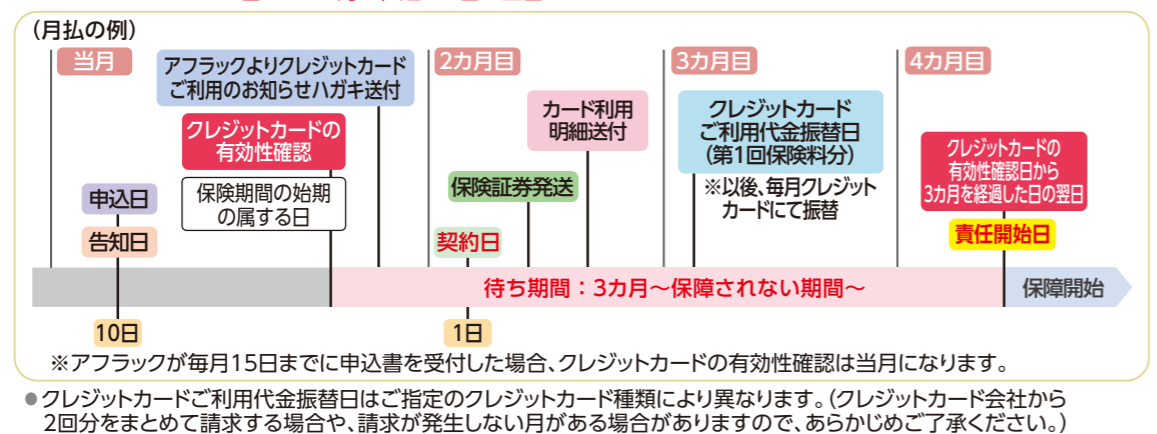 （月払の例）
当月
2カ月目
3カ月目
4カ月目
アフラックよりクレジットカード
ご利用のお知らせハガキ送付
クレジットカードの
有効性確認
保険期間の始期
の属する日
申込日
告知日
カード利用
明細送付
保険証券発送
契約日
クレジットカード
ご利用代金振替日
（第1回保険料分）
※以後、毎月クレジット
カードにて振替
クレジットカードの
有効性確認日から
3カ月を経過した日の翌日
責任開始日
待ち期間：3カ月～保障されない期間～
保障開始
10日
1日
※アフラックが毎月15日までに申込書を受付した場合、クレジットカードの有効性確認は当月になります。
●クレジットカードご利用代金振替日はご指定のクレジットカード種類により異なります。（クレジットカード会社から
2回分をまとめて請求する場合や、請求が発生しない月がある場合がありますので、あらかじめご了承ください。）